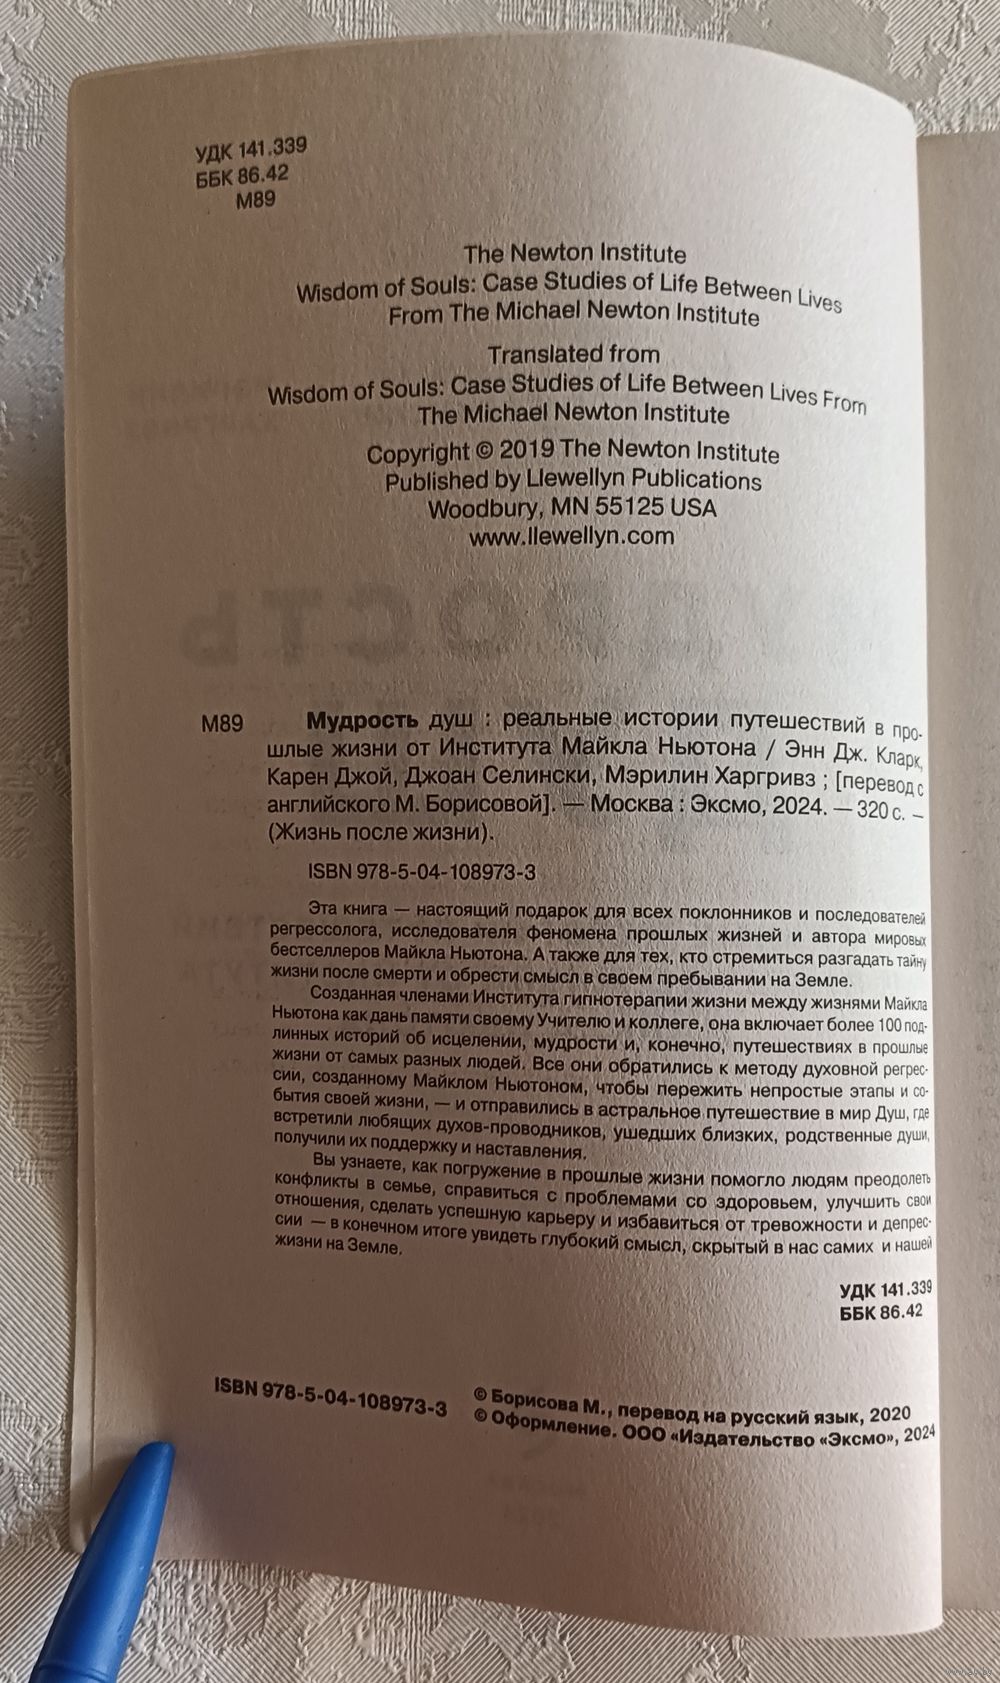 УДК 141.339
ББК 86.42
М89
The Newton Institute
Wisdom of Souls: Case Studies of Life Between Lives
From The Michael Newton Institute
Translated from
Wisdom of Souls: Case Studies of Life Between Lives From
The Michael Newton Institute
Copyright © 2019 The Newton Institute
Published by Llewellyn Publications
Woodbury, MN 55125 USA
www.llewellyn.com
М89 Мудрость душ : реальные истории путешествий в про-
шлые жизни от Института Майкла Ньютона / Энн Дж. Кларк,
Карен Джой, Джоан Селински, Мэрилин Харгривз ; [перевод с
английского М. Борисовой]. — Москва : Эксмо, 2024. — 320 с. —
(Жизнь после жизни).
ISBN 978-5-04-108973-3
Эта книга — настоящий подарок для всех поклонников и последователей
регрессолога, исследователя феномена прошлых жизней и автора мировых
бестселлеров Майкла Ньютона. А также для тех, кто стремиться разгадать тайну
жизни после смерти и обрести смысл в своем пребывании на Земле.
Созданная членами Института гипнотерапии жизни между жизнями Майкла
Ньютона как дань памяти своему Учителю и коллеге, она включает более 100 под-
линных историй об исцелении, мудрости и, конечно, путешествиях в прошлые
жизни от самых разных людей. Все они обратились к методу духовной регрес-
сии, созданному Майклом Ньютоном, чтобы пережить непростые этапы и со-
бытия своей жизни, — и отправились в астральное путешествие в мир Душ, где
встретили любящих духов-проводников, ушедших близких, родственные души,
получили их поддержку и наставления.
Вы узнаете, как погружение в прошлые жизни помогло людям преодолеть
конфликты в семье, справиться с проблемами со здоровьем, улучшить свои
отношения, сделать успешную карьеру и избавиться от тревожности и депрес-
сии — в конечном итоге увидеть глубокий смысл, скрытый в нас самих и нашей
жизни на Земле.
УДК 141.339
ББК 86.42
© Борисова М., перевод на русский язык, 2020
ISBN 978-5-04-108973-3 © Оформление. ООО «Издательство «Эксмо», 2024